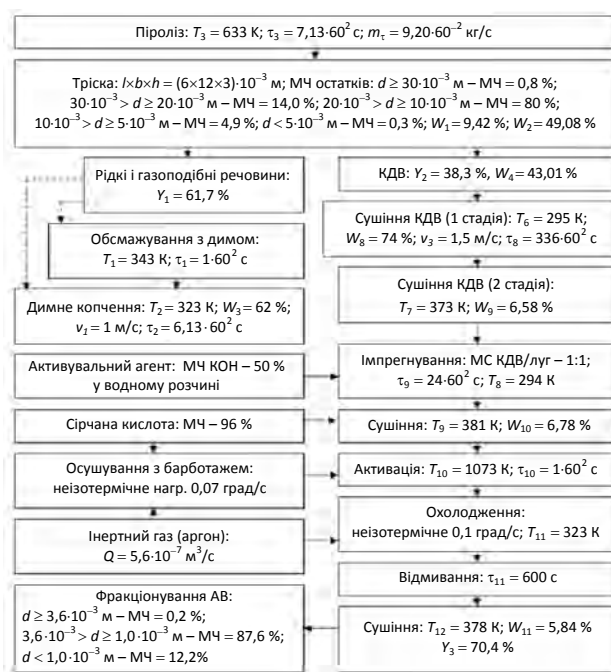 Піроліз: T₃ = 633 К; τ₃ = 7,13·60² с; mτ = 9,20·60⁻² кг/с
Тріска: l×b×h = (6×12×3)·10⁻³ м; МЧ остатків: d ≥ 30·10⁻³ м – МЧ = 0,8 %;
30·10⁻³ > d ≥ 20·10⁻³ м – МЧ = 14,0 %; 20·10⁻³ > d ≥ 10·10⁻³ м – МЧ = 80 %;
10·10⁻³ > d ≥ 5·10⁻³ м – МЧ = 4,9 %; d < 5·10⁻³ м – МЧ = 0,3 %; W₁ = 9,42 %; W₂ = 49,08 %
Рідкі і газоподібні речовини:
Y₁ = 61,7 %
Обсмажування з димом:
T₁ = 343 К; τ₁ = 1·60² с
Димне копчення: T₂ = 323 К; W₃ = 62 %;
v₁ = 1 м/с; τ₂ = 6,13·60² с
Активувальний агент: МЧ КОН – 50 %
у водному розчині
Сірчана кислота: МЧ – 96 %
Осушування з барботажем:
неізотермічне нагр. 0,07 град/с
Інертний газ (аргон):
Q = 5,6·10⁻⁷ м³/с
Фракціонування АВ:
d ≥ 3,6·10⁻³ м – МЧ = 0,2 %;
3,6·10⁻³ > d ≥ 1,0·10⁻³ м – МЧ = 87,6 %;
d < 1,0·10⁻³ м – МЧ = 12,2%
КДВ: Y₂ = 38,3 %, W₄ = 43,01 %
Сушіння КДВ (1 стадія): T₆ = 295 К;
W₈ = 74 %; v₃ = 1,5 м/с; τ₈ = 336·60² с
Сушіння КДВ (2 стадія):
T₇ = 373 К; W₉ = 6,58 %
Імпрегнування: МС КДВ/луг – 1:1;
τ₉ = 24·60² с; T₈ = 294 К
Сушіння: T₉ = 381 К; W₁₀ = 6,78 %
Активація: T₁₀ = 1073 К; τ₁₀ = 1·60² с
Охолодження:
неізотермічне 0,1 град/с; T₁₁ = 323 К
Відмивання: τ₁₁ = 600 с
Сушіння: T₁₂ = 378 К; W₁₁ = 5,84 %
Y₃ = 70,4 %